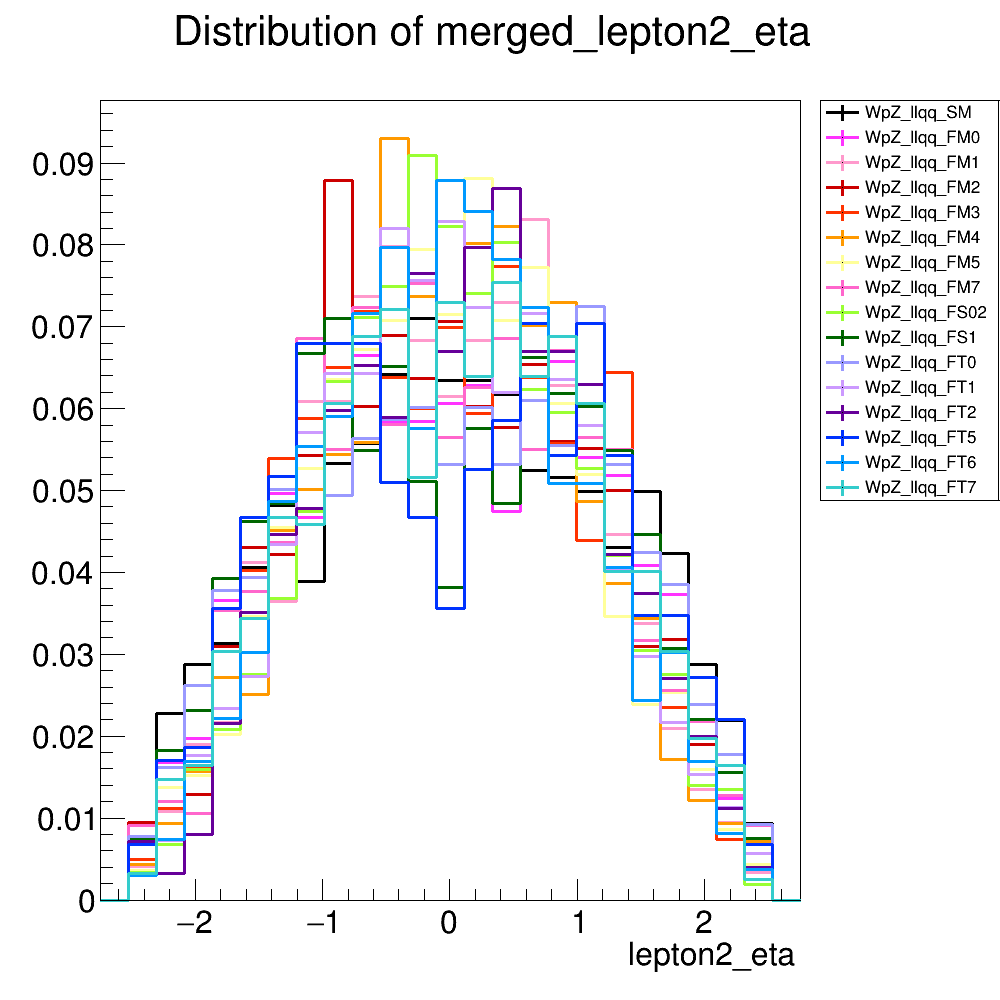 Distribution of merged_lepton2_eta
WpZ_llqq_SM
WpZ_llqq_FM0
WpZ_llqq_FM1
WpZ_llqq_FM2
WpZ_llqq_FM3
WpZ_llqq_FM4
WpZ_llqq_FM5
WpZ_llqq_FM7
WpZ_llqq_FS02
WpZ_llqq_FS1
WpZ_llqq_FT0
WpZ_llqq_FT1
WpZ_llqq_FT2
WpZ_llqq_FT5
WpZ_llqq_FT6
WpZ_llqq_FT7
0.09
0.08
0.07
0.06
0.05
0.04
0.03
0.02
0.01
0
−2 −1 0 1 2
lepton2_eta